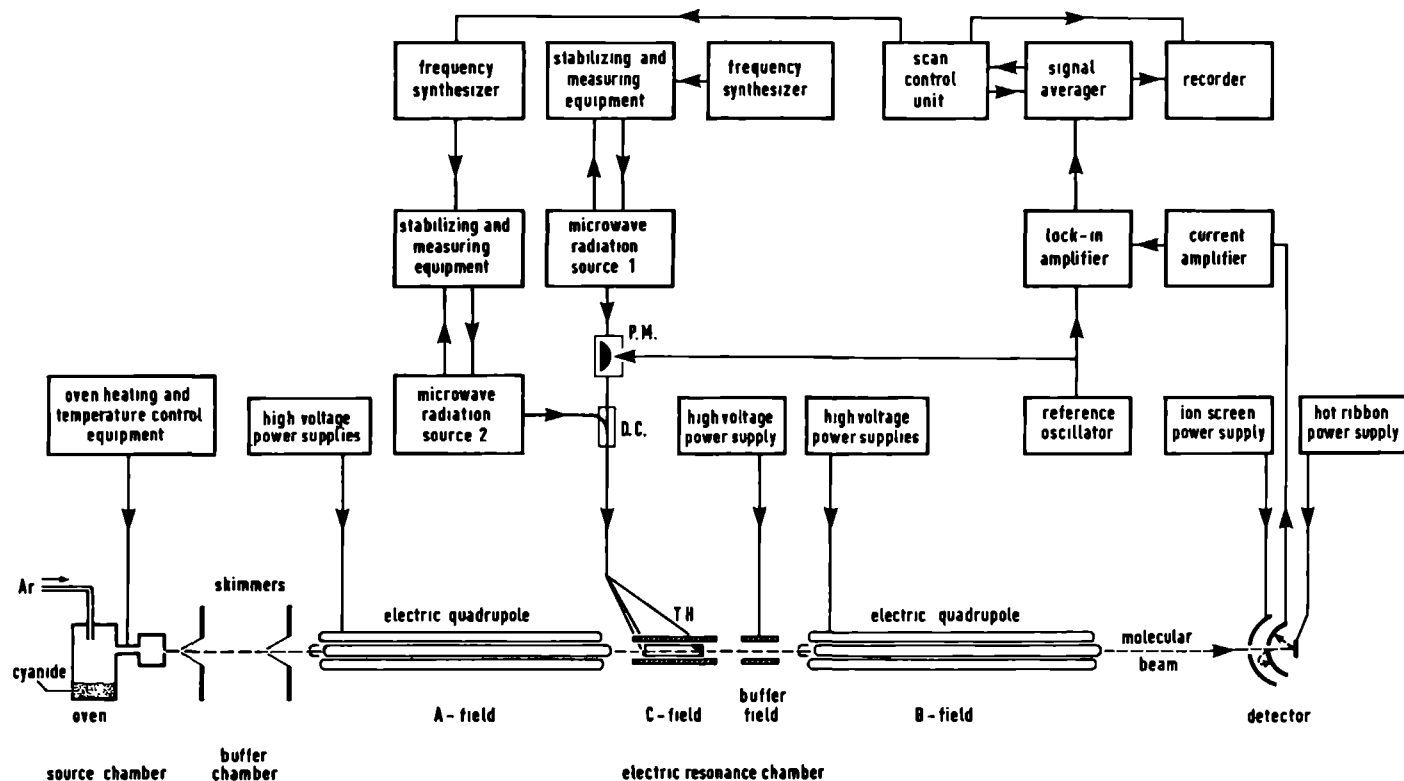 frequency
synthesizer
stabilizing and
measuring
equipment
frequency
synthesizer
scan
control
unit
signal
averager
recorder
stabilizing and
measuring
equipment
microwave
radiation
source 1
lock-in
amplifier
current
amplifier
P.M.
oven heating and
temperature control
equipment
high voltage
power supplies
microwave
radiation
source 2
D.C.
high voltage
power supply
high voltage
power supplies
reference
oscillator
ion screen
power supply
hot ribbon
power supply
Ar
skimmers
electric quadrupole
T H
electric quadrupole
molecular
beam
cyanide
oven
A - field
C - field
buffer
field
B - field
detector
source chamber
buffer
chamber
electric resonance chamber